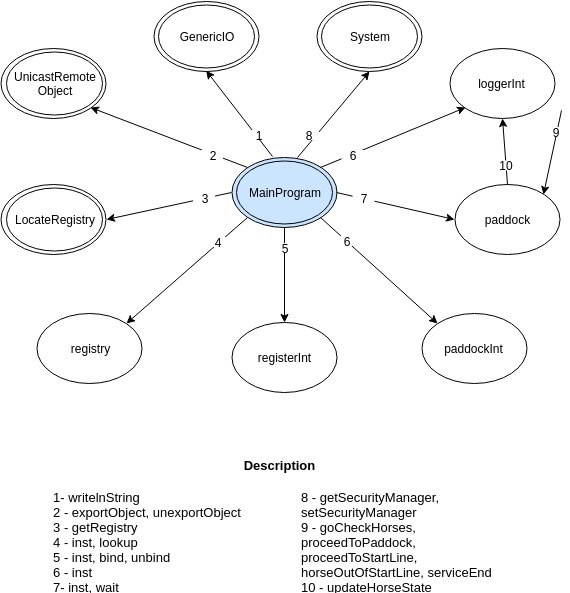 GenericIO
System
UnicastRemote
Object
loggerInt
1
8
9
2
6
10
MainProgram
3
7
LocateRegistry
paddock
4
5
6
registry
registerInt
paddockInt
Description
1- writelnString
2 - exportObject, unexportObject
3 - getRegistry
4 - inst, lookup
5 - inst, bind, unbind
6 - inst
7- inst, wait
8 - getSecurityManager,
setSecurityManager
9 - goCheckHorses,
proceedToPaddock,
proceedToStartLine,
horseOutOfStartLine, serviceEnd
10 - updateHorseState